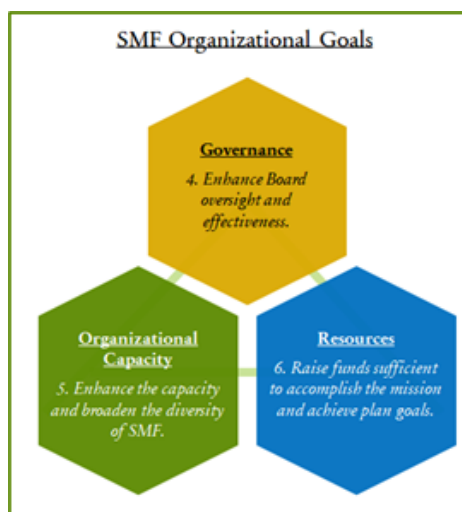 SMF Organizational Goals
Governance
4. Enhance Board
oversight and
effectiveness.
Organizational
Capacity
5. Enhance the capacity
and broaden the diversity
of SMF.
Resources
6. Raise funds sufficient
to accomplish the mission
and achieve plan goals.